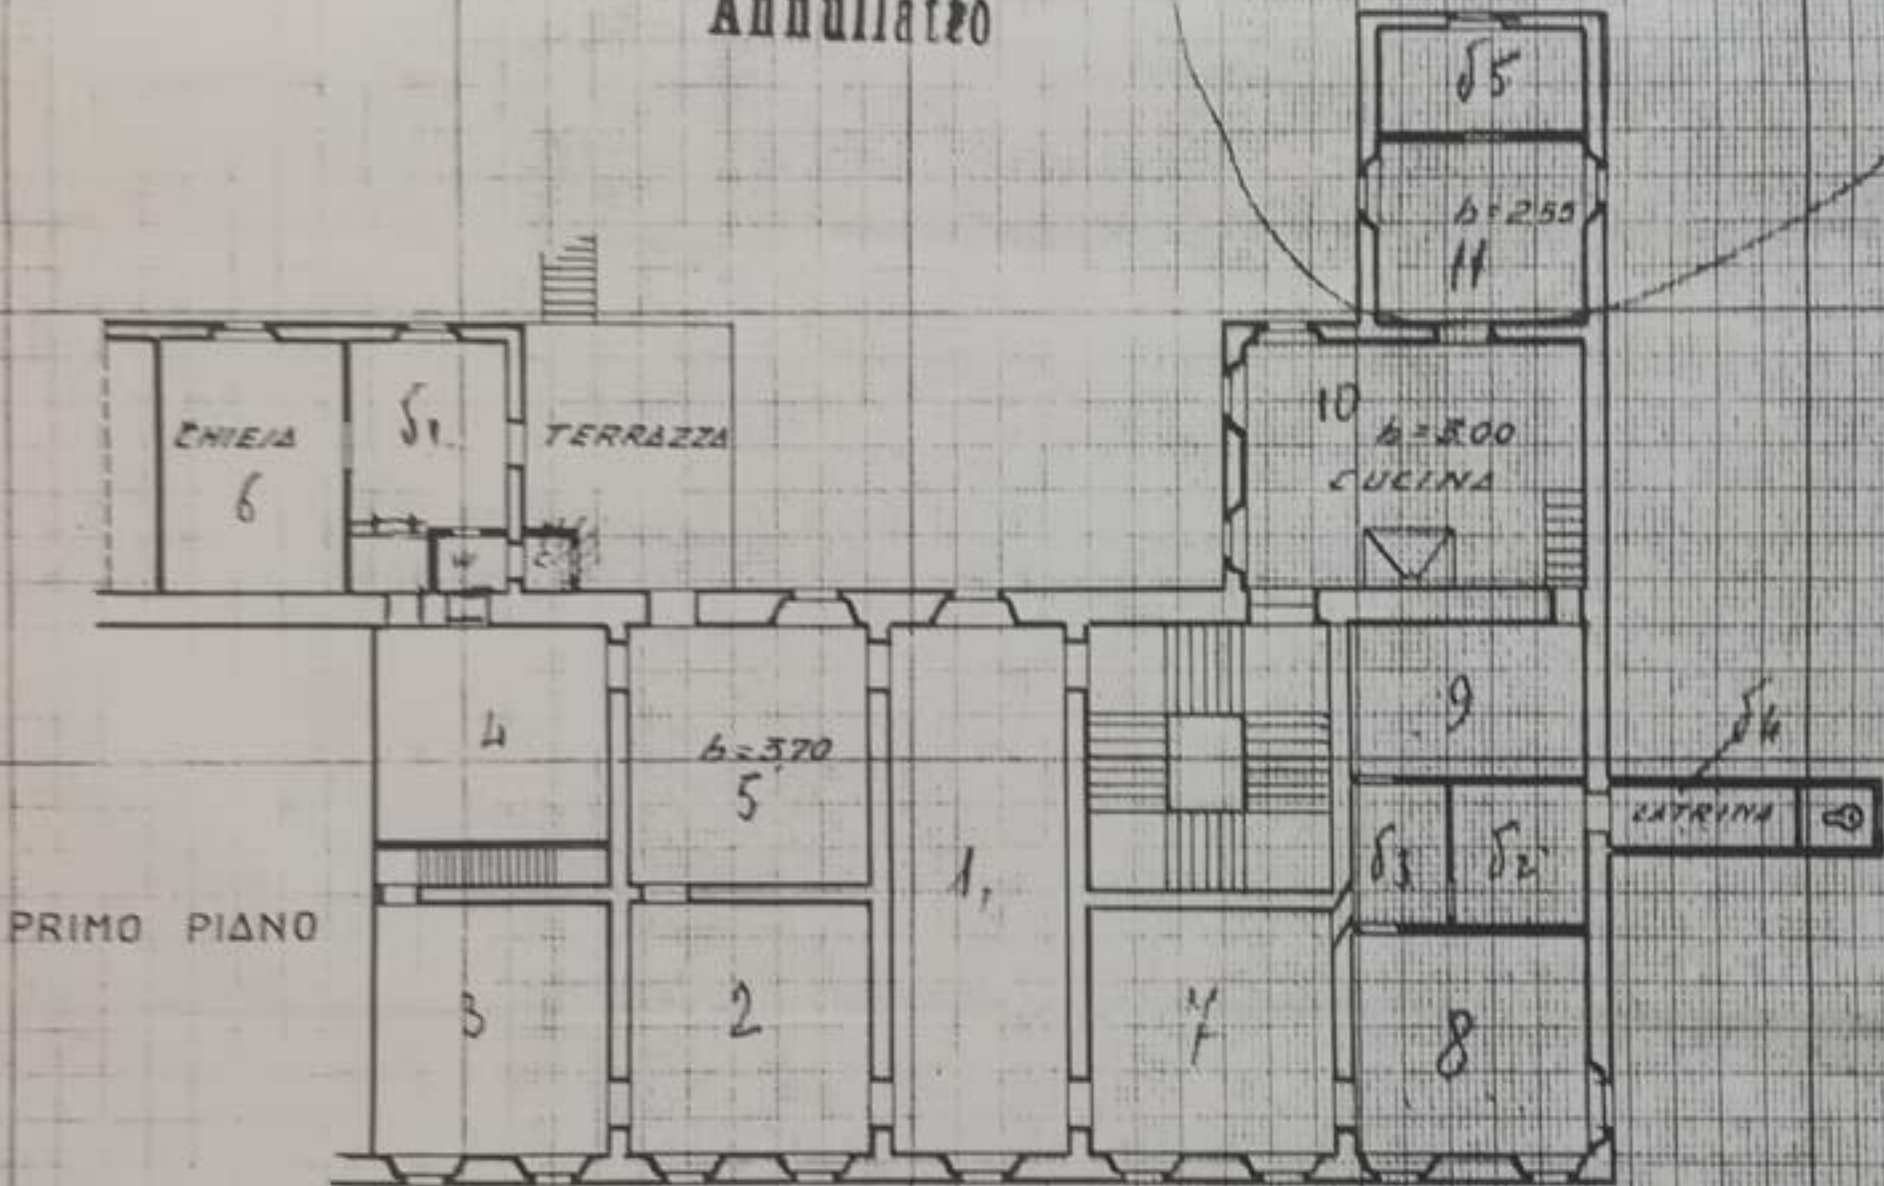 Annullato
δ5
h=2.55
11
CHIESA
6
δ1
TERRAZZA
10
h=3.00
CUCINA
W
C
4
h=3.70
5
1
9
δ4
LATRINA
δ3
δ2
PRIMO PIANO
3
2
7
8